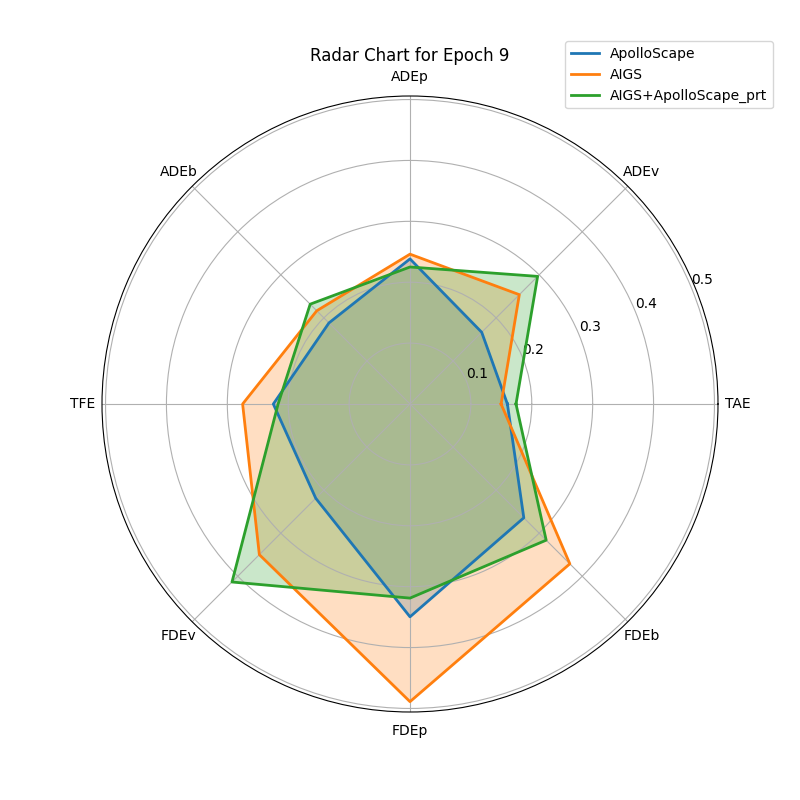 Radar Chart for Epoch 9
ApolloScape
AIGS
AIGS+ApolloScape_prt
ADEp
ADEb
ADEv
0.5
0.4
0.3
0.2
0.1
TFE
TAE
FDEv
FDEb
FDEp